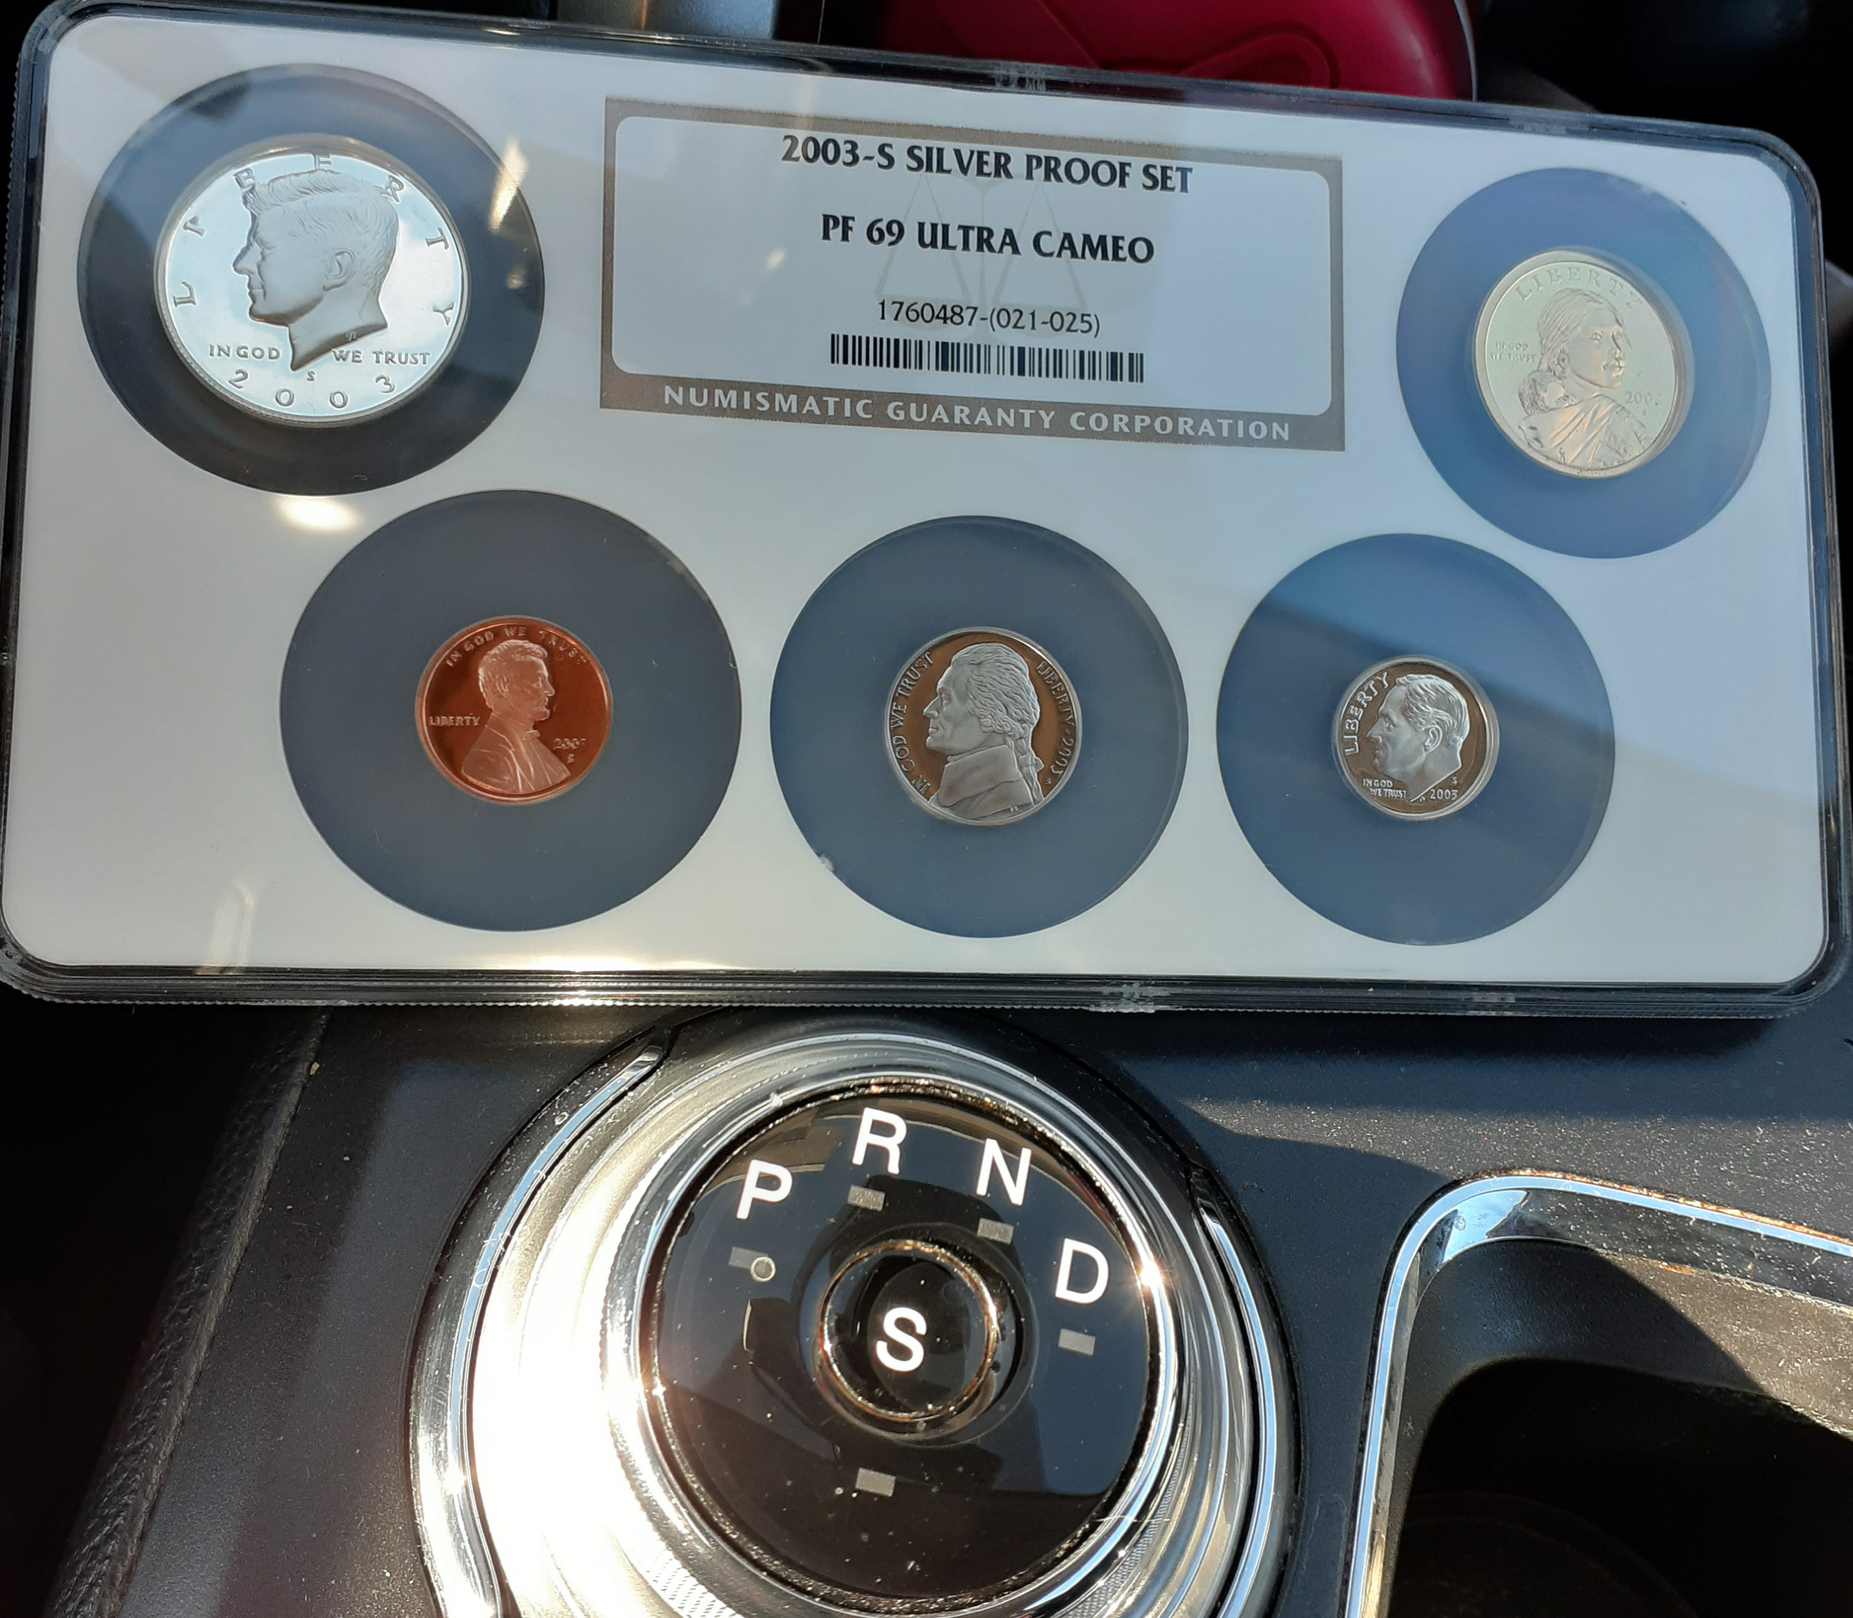 LIBERTY
IN GOD WE TRUST
S
2003
2003-S SILVER PROOF SET
PF 69 ULTRA CAMEO
1760487-(021-025)
NUMISMATIC GUARANTY CORPORATION
LIBERTY
IN GOD
WE TRUST
IN GOD WE TRUST
LIBERTY
S
IN GOD WE TRUST
LIBERTY · 2003
LIBERTY
IN GOD
WE TRUST
S
2003
P R N D
S